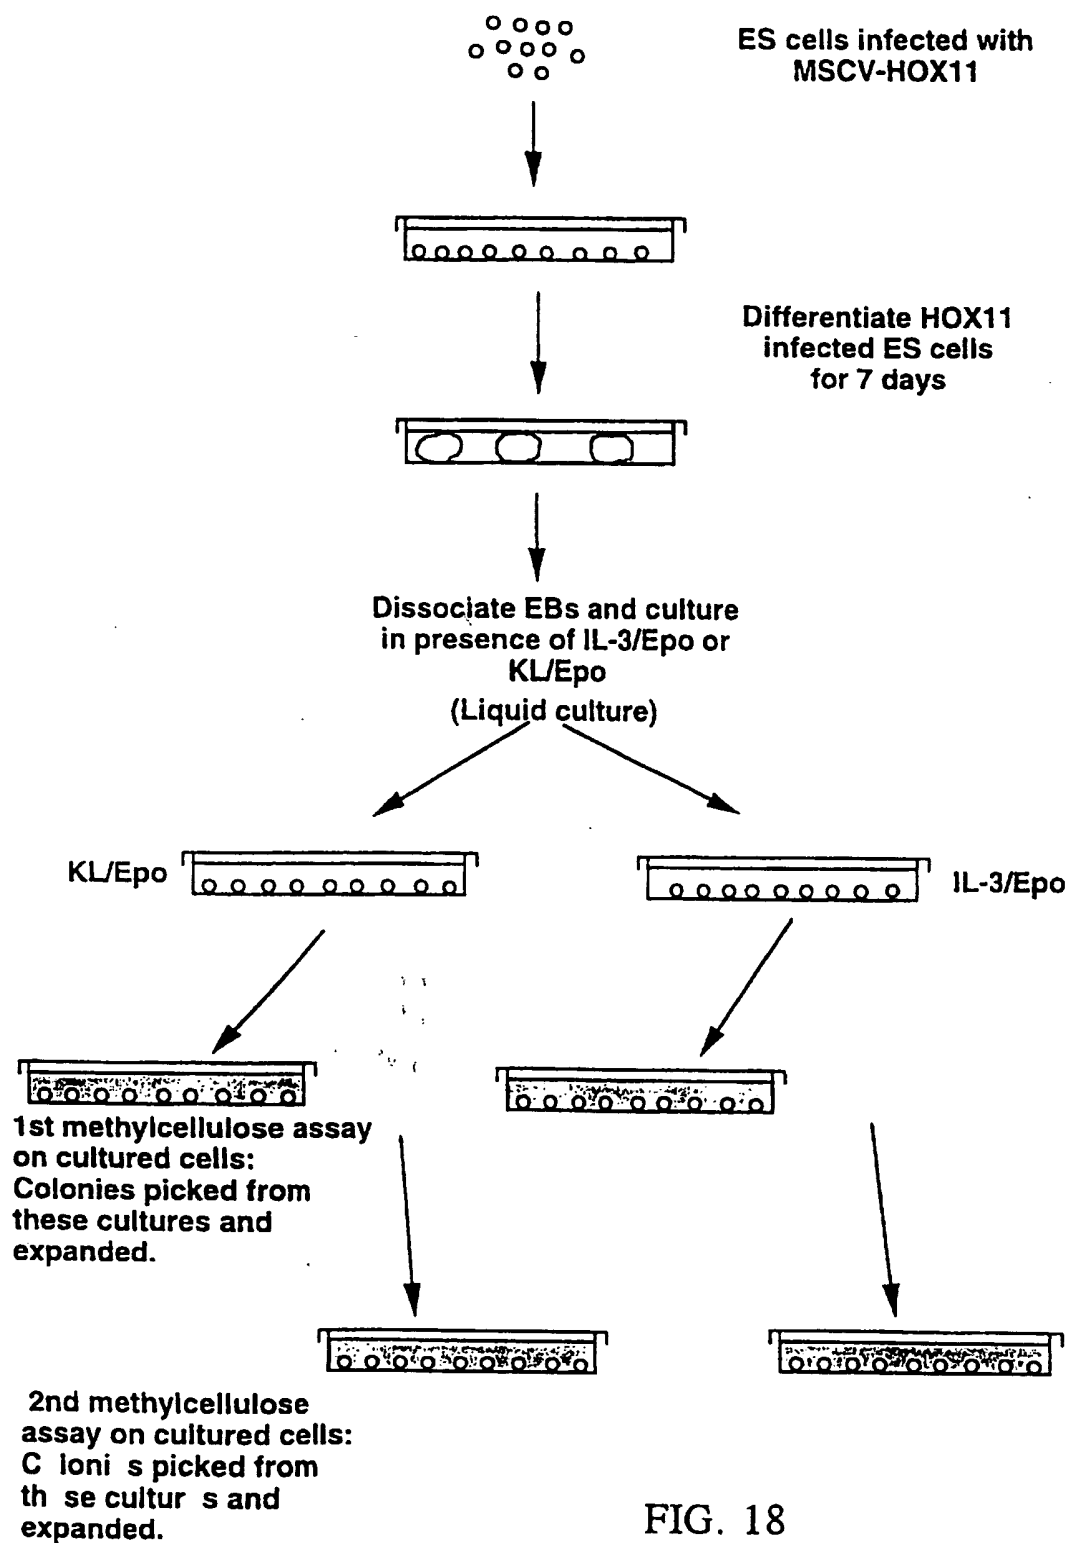 ES cells infected with
MSCV-HOX11
Differentiate HOX11
infected ES cells
for 7 days
Dissociate EBs and culture
in presence of IL-3/Epo or
KL/Epo
(Liquid culture)
KL/Epo
IL-3/Epo
1st methylcellulose assay
on cultured cells:
Colonies picked from
these cultures and
expanded.
2nd methylcellulose
assay on cultured cells:
C loni s picked from
th se cultur s and
expanded.
FIG. 18